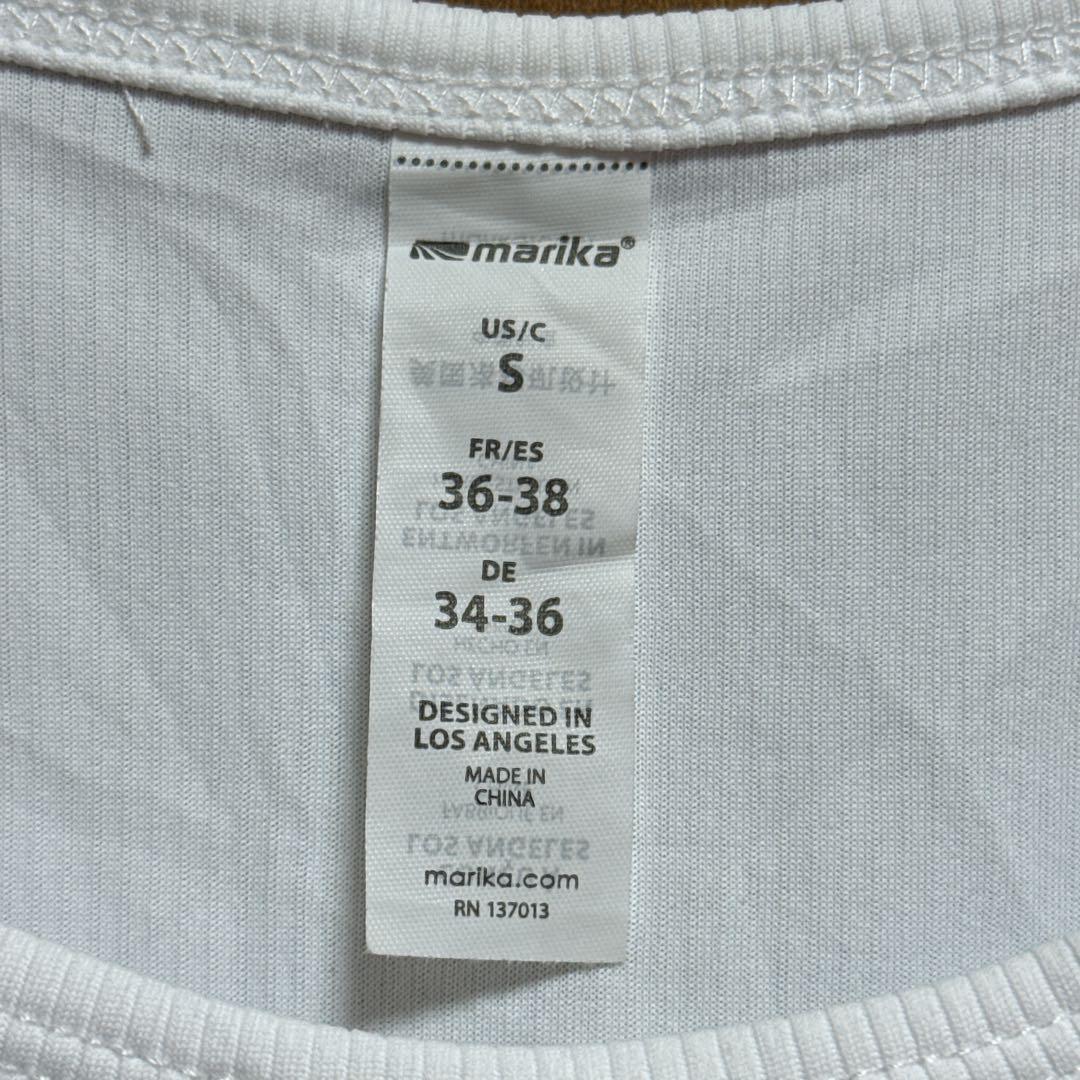 marika®
US/C
S
FR/ES
36-38
DE
34-36
DESIGNED IN
LOS ANGELES
MADE IN
CHINA
marika.com
RN 137013